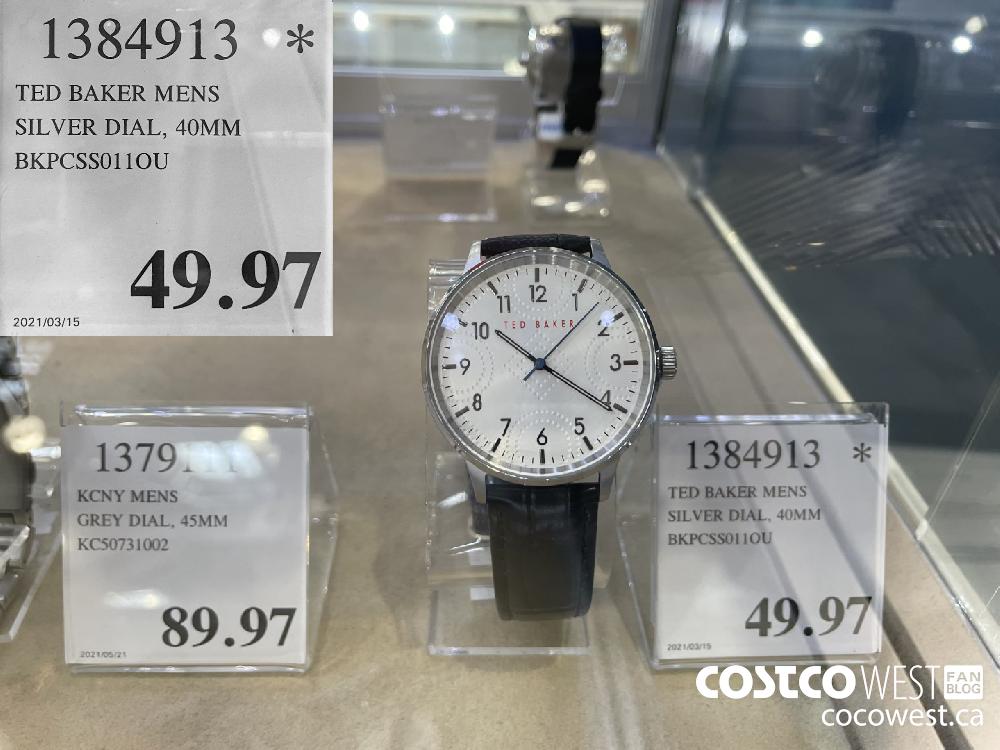 1384913 *
TED BAKER MENS
SILVER DIAL, 40MM
BKPCSS011OU
49.97
2021/03/15
12
1
2
3
4
5
6
7
8
9
10
11
TED BAKER
KCNY MENS
GREY DIAL, 45MM
KC50731002
89.97
2021/05/21
1384913 *
TED BAKER MENS
SILVER DIAL, 40MM
BKPCSS011OU
49.97
2021/03/15
COSTCO WEST FAN BLOG
cocowest.ca